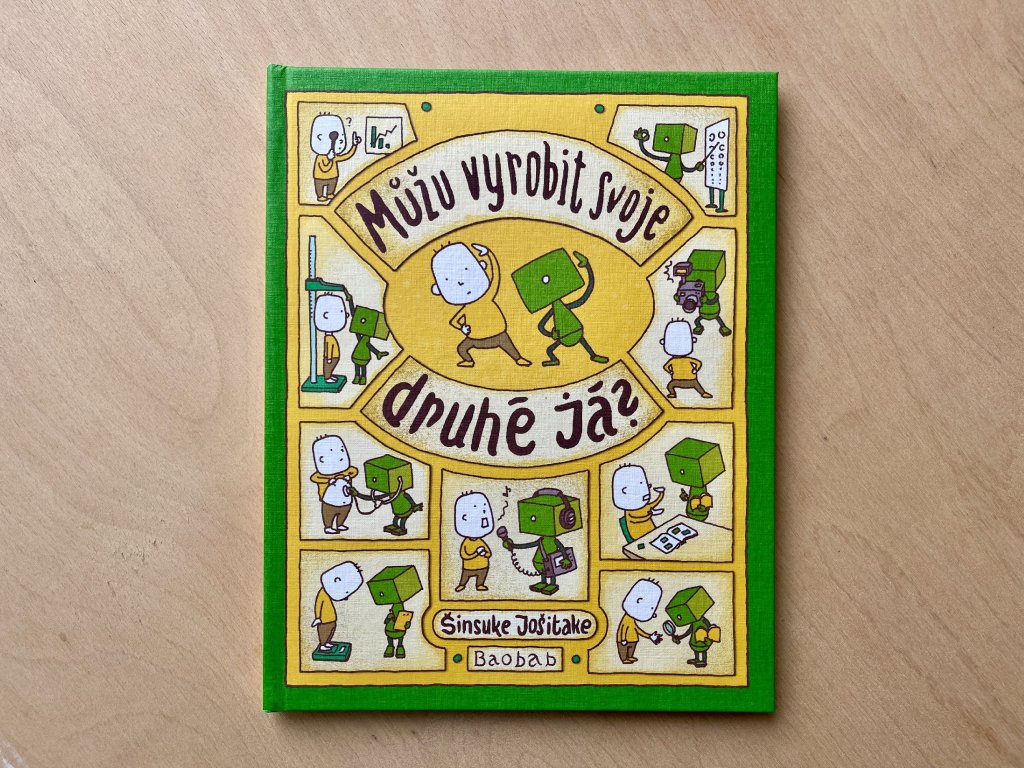 Můžu vyrobit svoje
druhé já?
Šinsuke Jošitake
Baobab